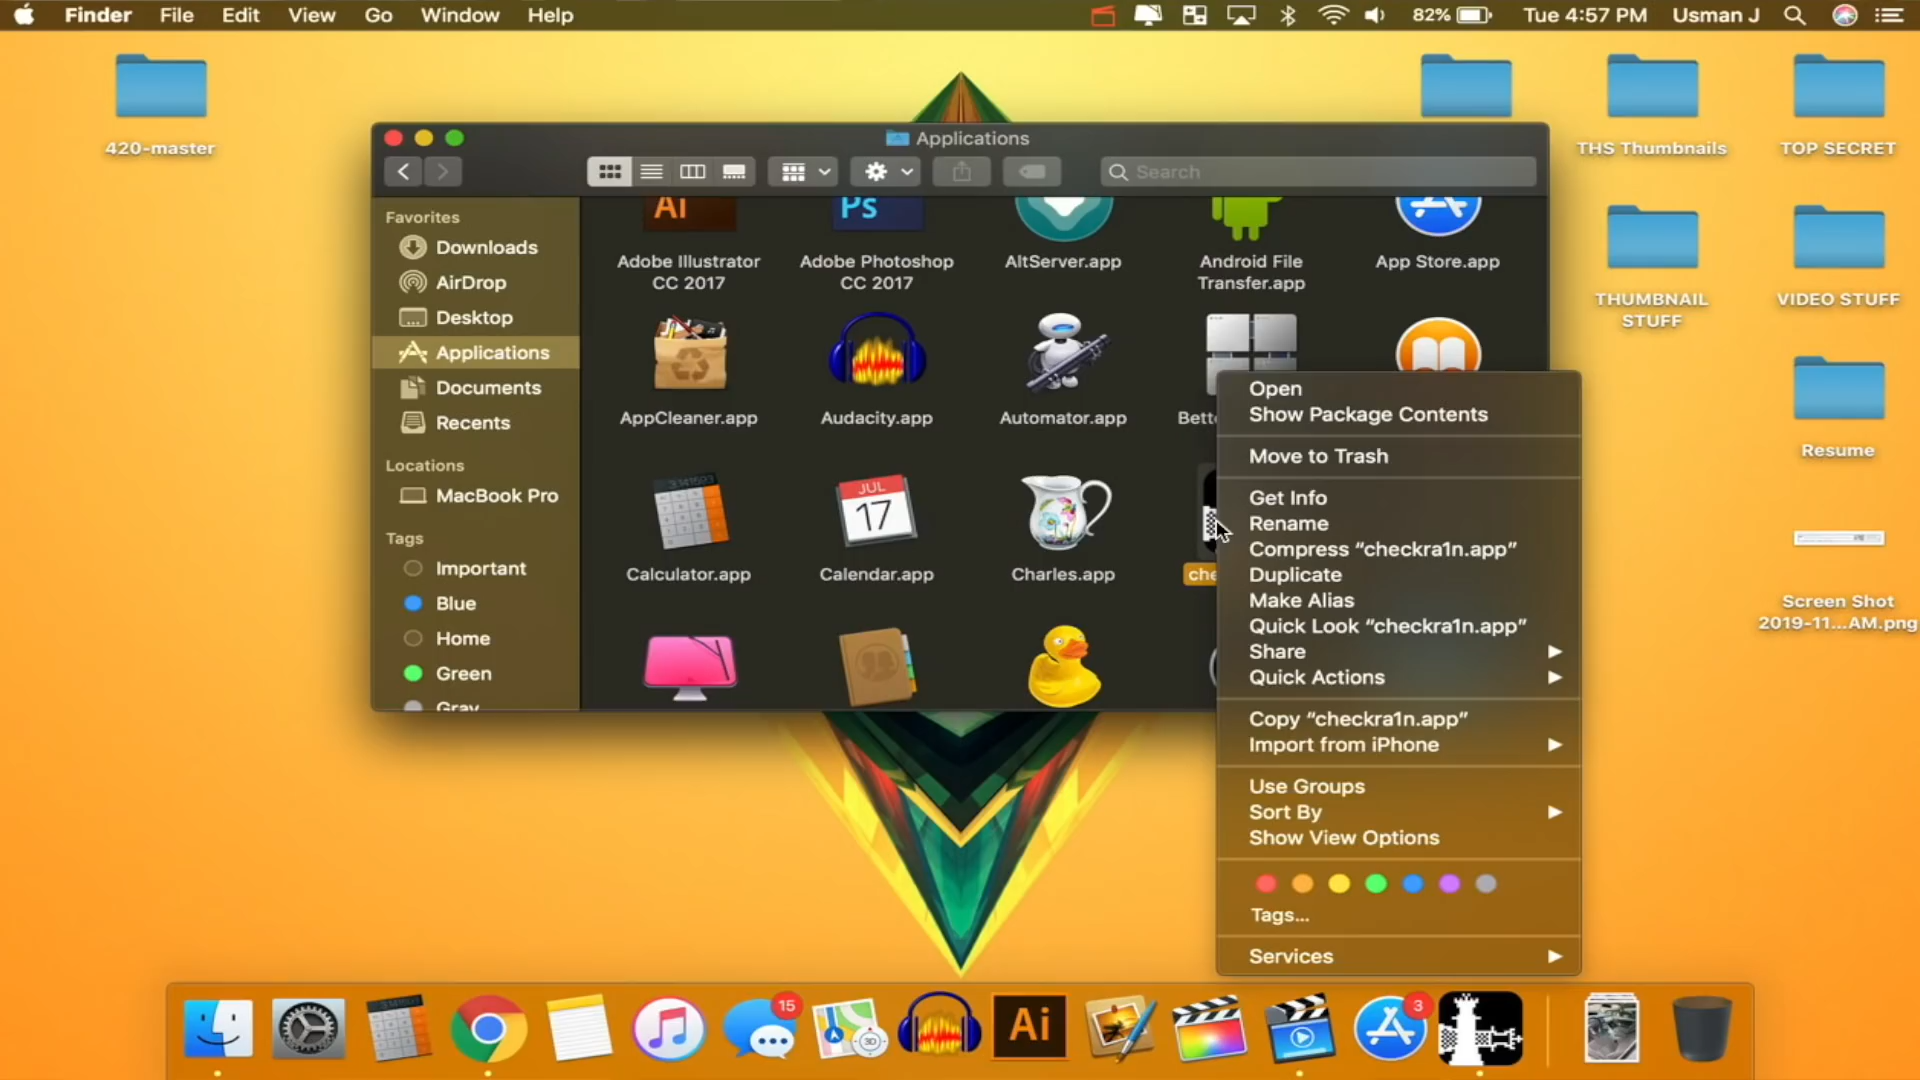 Finder File Edit View Go Window Help 82% Tue 4:57 PM Usman J
420-master
THS Thumbnails
TOP SECRET
THUMBNAIL
STUFF
VIDEO STUFF
Resume
Screen Shot
2019-11...AM.png
Applications
Search
Favorites
Downloads
AirDrop
Desktop
Applications
Documents
Recents
Locations
MacBook Pro
Tags
Important
Blue
Home
Green
Gray
Ai
Ps
Adobe Illustrator
CC 2017
Adobe Photoshop
CC 2017
AltServer.app
Android File
Transfer.app
App Store.app
AppCleaner.app
Audacity.app
Automator.app
Bett
3.141593
JUL
17
Calculator.app
Calendar.app
Charles.app
che
Open
Show Package Contents
Move to Trash
Get Info
Rename
Compress “checkra1n.app”
Duplicate
Make Alias
Quick Look “checkra1n.app”
Share
Quick Actions
Copy “checkra1n.app”
Import from iPhone
Use Groups
Sort By
Show View Options
Tags...
Services
15
3D
Ai
3